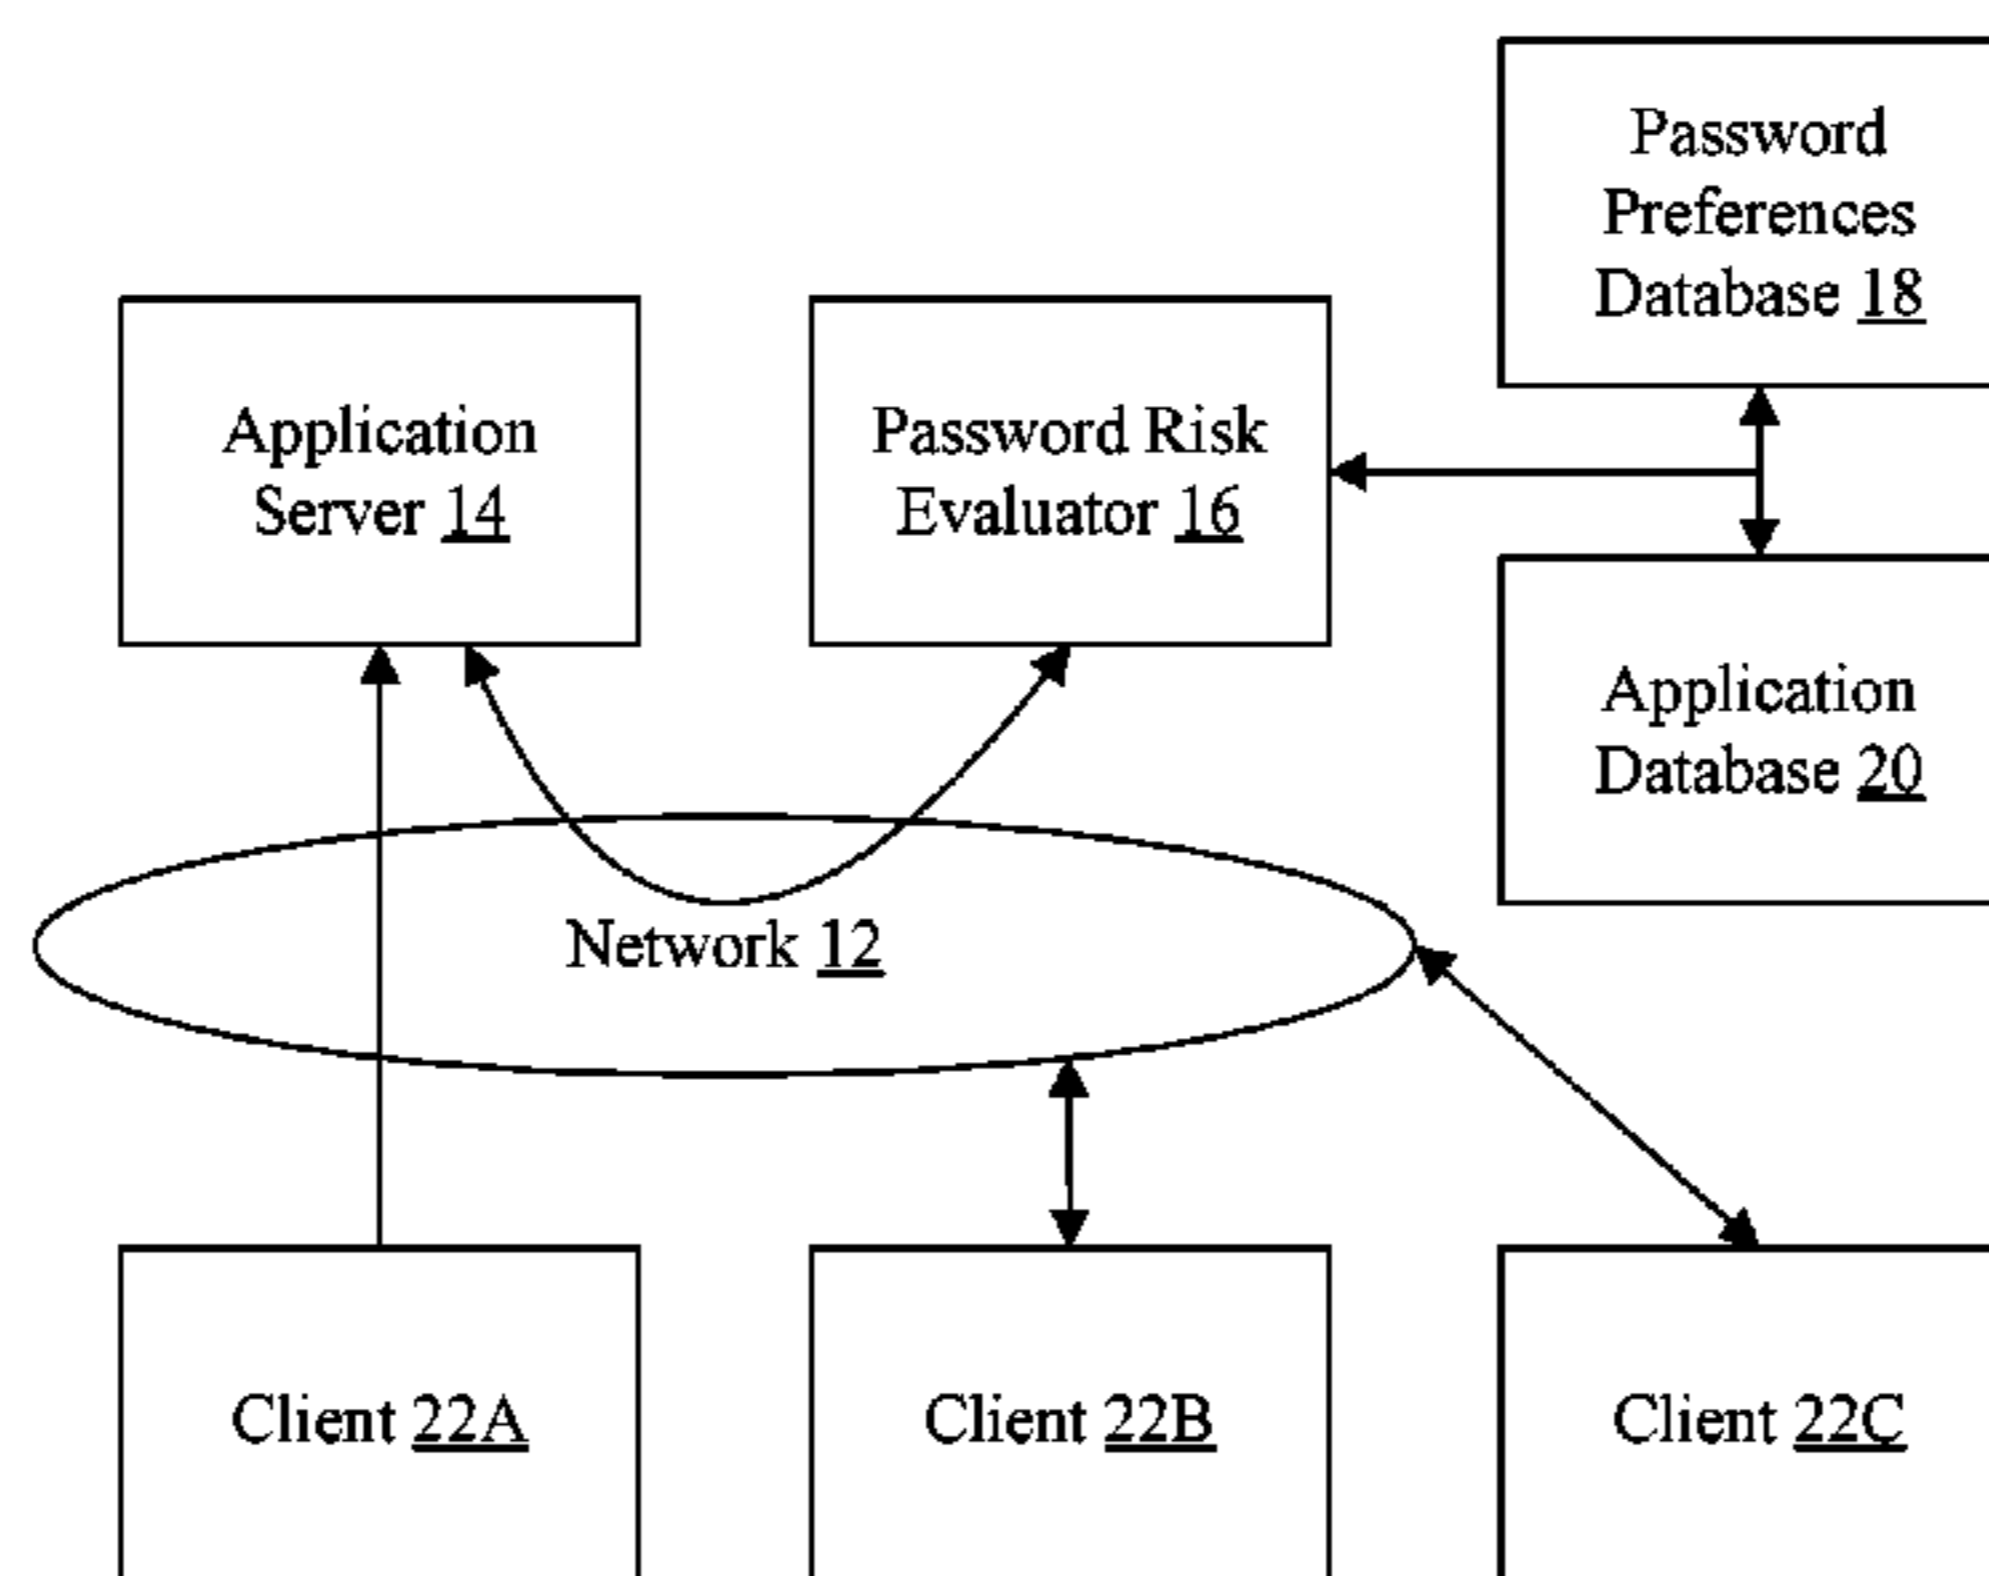 Password
Preferences
Database 18
Application
Server 14
Password Risk
Evaluator 16
Application
Database 20
Network 12
Client 22A
Client 22B
Client 22C